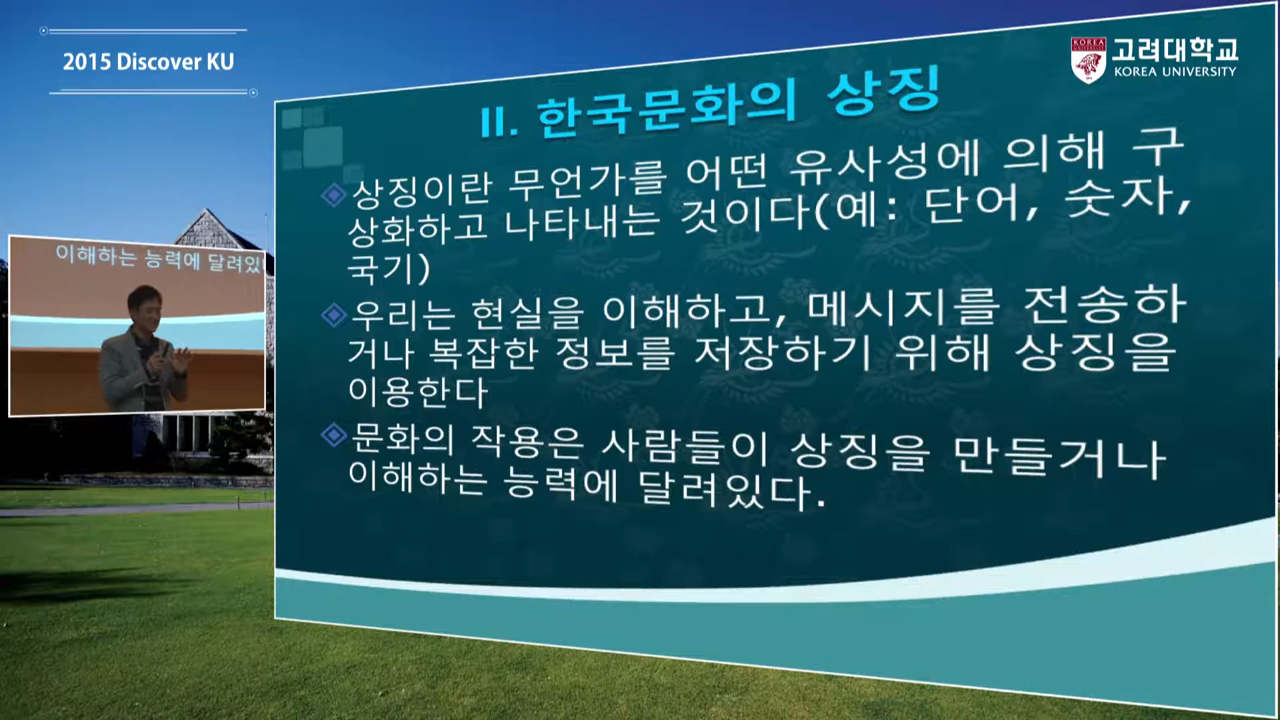 2015 Discover KU
KOREA
고려대학교
KOREA UNIVERSITY
이해하는 능력에 달려있
II. 한국문화의 상징
상징이란 무언가를 어떤 유사성에 의해 구
상화하고 나타내는 것이다(예: 단어, 숫자,
국기)
우리는 현실을 이해하고, 메시지를 전송하
거나 복잡한 정보를 저장하기 위해 상징을
이용한다
문화의 작용은 사람들이 상징을 만들거나
이해하는 능력에 달려있다.